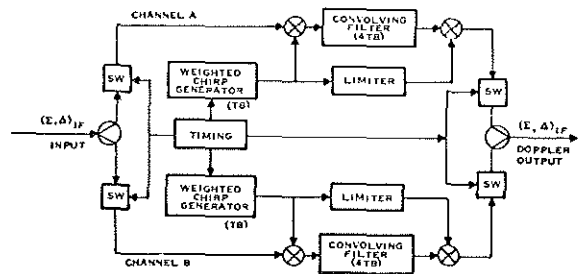 CHANNEL A
CONVOLVING
FILTER
(4TB)
SW
WEIGHTED
CHIRP
GENERATOR
(TB)
LIMITER
SW
(Σ,Δ)IF
INPUT
TIMING
(Σ, Δ)IF
DOPPLER
OUTPUT
SW
WEIGHTED
CHIRP
GENERATOR
(TB)
LIMITER
SW
CHANNEL B
CONVOLVING
FILTER
(4TB)